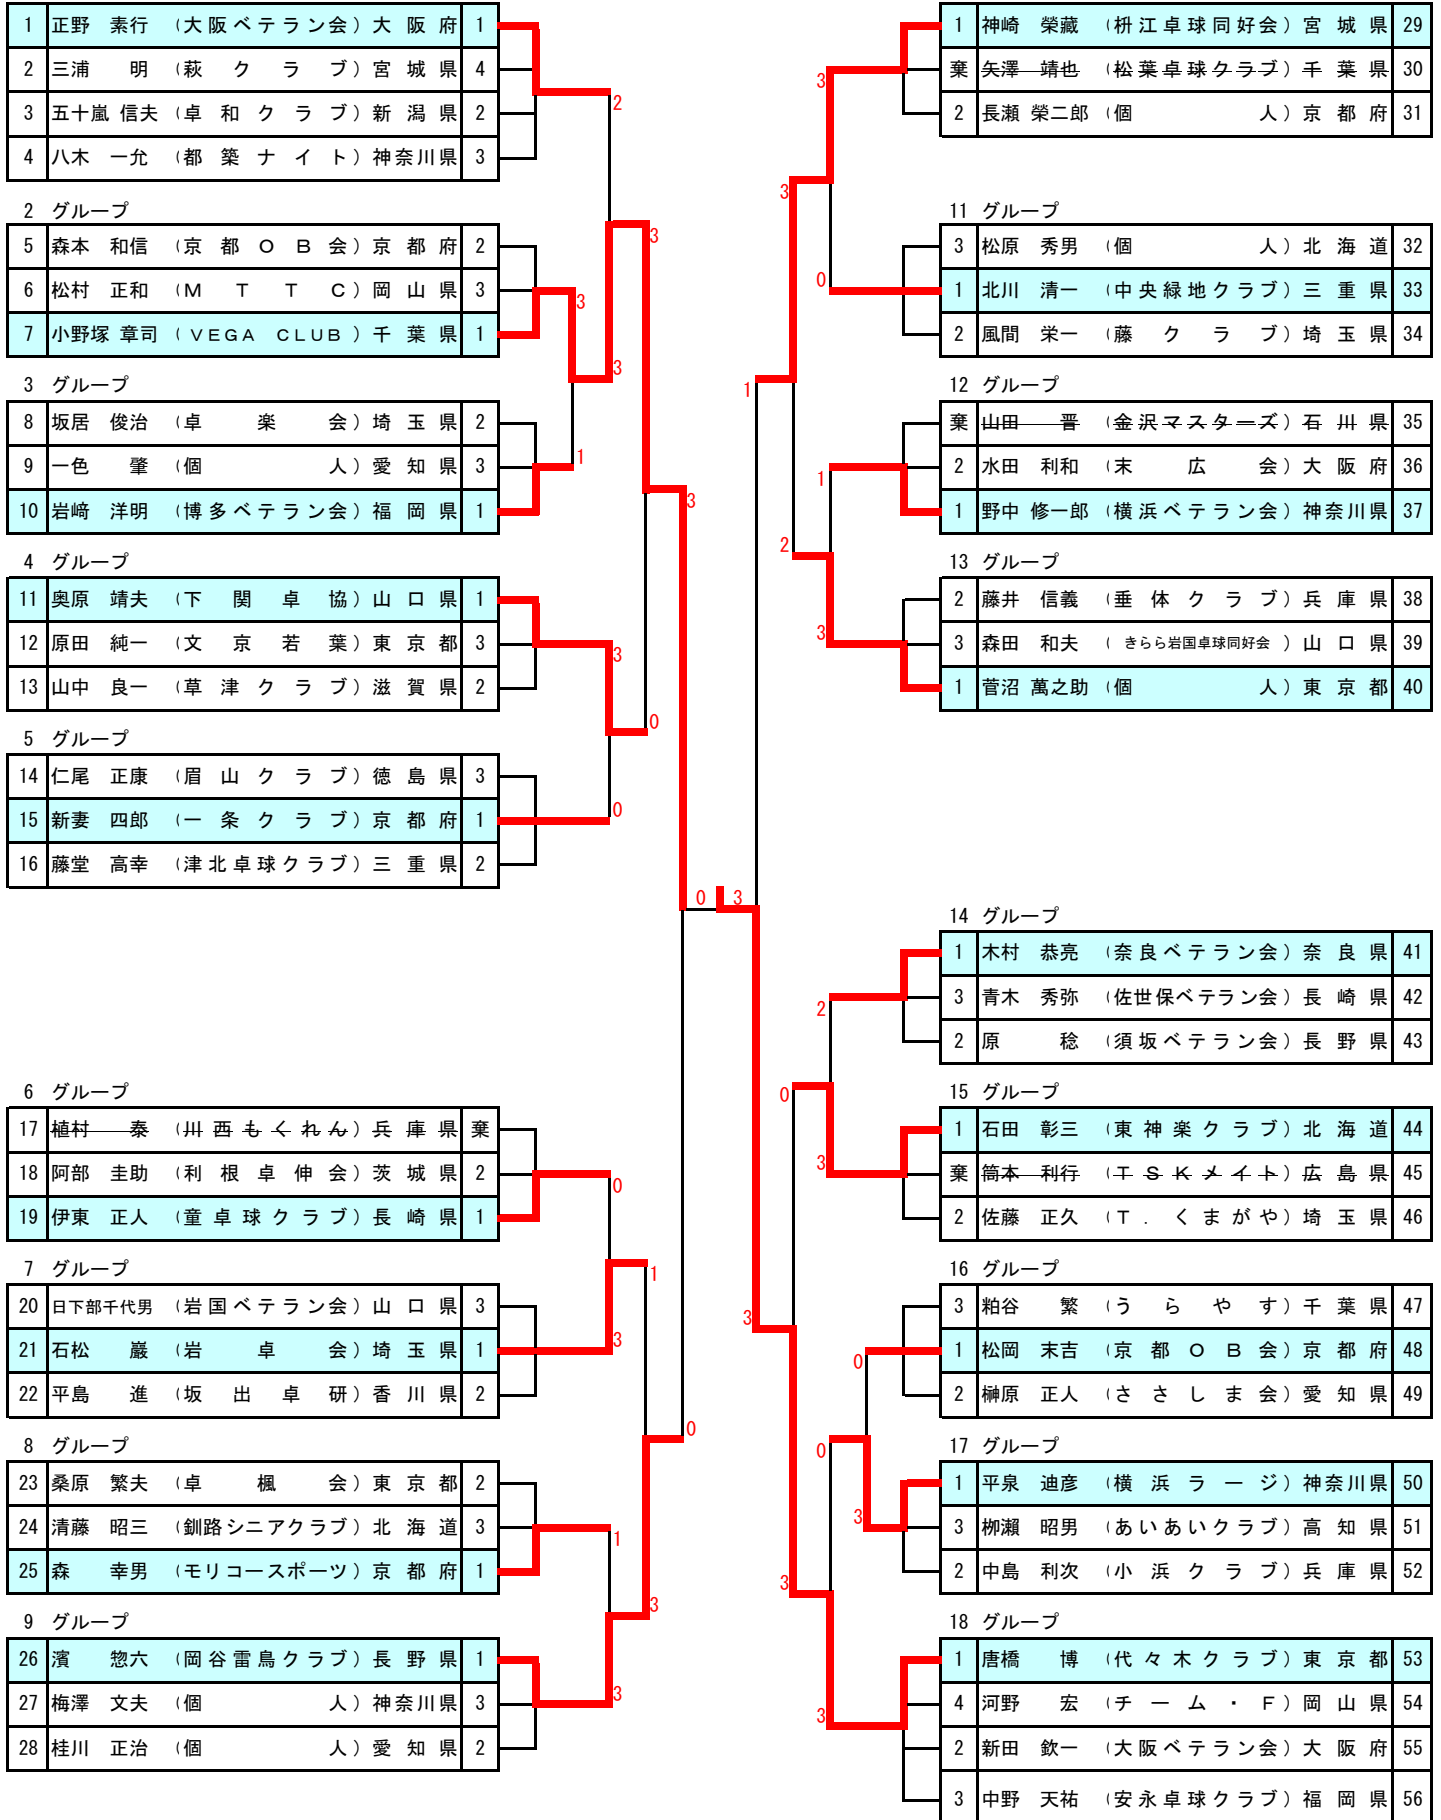 1 正野 素行 (大阪ベテラン会) 大阪府 1
2 三浦 明 (萩クラブ) 宮城県 4
3 五十嵐 信夫 (卓和クラブ) 新潟県 2
4 八木 一允 (都築ナイト) 神奈川県 3
2
2 グループ
5 森本 和信 (京都OB会) 京都府 2
6 松村 正和 (MTTC) 岡山県 3
7 小野塚 章司 (VEGA CLUB) 千葉県 1
3
3
3
3 グループ
8 坂居 俊治 (卓楽会) 埼玉県 2
9 一色 肇 (個人) 愛知県 3
10 岩﨑 洋明 (博多ベテラン会) 福岡県 1
1
3
4 グループ
11 奥原 靖夫 (下関卓協) 山口県 1
12 原田 純一 (文京若葉) 東京都 3
13 山中 良一 (草津クラブ) 滋賀県 2
3
0
5 グループ
14 仁尾 正康 (眉山クラブ) 徳島県 3
15 新妻 四郎 (一条クラブ) 京都府 1
16 藤堂 高幸 (津北卓球クラブ) 三重県 2
0
0 3
6 グループ
17 植村 泰 (川西もくれん) 兵庫県 棄
18 阿部 圭助 (利根卓伸会) 茨城県 2
19 伊東 正人 (童卓球クラブ) 長崎県 1
0
1
7 グループ
20 日下部千代男 (岩国ベテラン会) 山口県 3
21 石松 巖 (岩卓会) 埼玉県 1
22 平島 進 (坂出卓研) 香川県 2
3
0
8 グループ
23 桑原 繁夫 (卓楓会) 東京都 2
24 清藤 昭三 (釧路シニアクラブ) 北海道 3
25 森 幸男 (モリコースポーツ) 京都府 1
1
3
9 グループ
26 濱 惣六 (岡谷雷鳥クラブ) 長野県 1
27 梅澤 文夫 (個人) 神奈川県 3
28 桂川 正治 (個人) 愛知県 2
3
1 神崎 榮藏 (枡江卓球同好会) 宮城県 29
棄 矢澤 靖也 (松葉卓球クラブ) 千葉県 30
2 長瀬 榮二郎 (個人) 京都府 31
3
3
11 グループ
3 松原 秀男 (個人) 北海道 32
1 北川 清一 (中央緑地クラブ) 三重県 33
2 風間 栄一 (藤クラブ) 埼玉県 34
0
1
12 グループ
棄 山田 晋 (金沢マスターズ) 石川県 35
2 水田 利和 (末広会) 大阪府 36
1 野中 修一郎 (横浜ベテラン会) 神奈川県 37
1
2
13 グループ
2 藤井 信義 (垂体クラブ) 兵庫県 38
3 森田 和夫 (きらら岩国卓球同好会) 山口県 39
1 菅沼 萬之助 (個人) 東京都 40
3
14 グループ
1 木村 恭亮 (奈良ベテラン会) 奈良県 41
3 青木 秀弥 (佐世保ベテラン会) 長崎県 42
2 原 稔 (須坂ベテラン会) 長野県 43
2
0
15 グループ
1 石田 彰三 (東神楽クラブ) 北海道 44
棄 筒本 利行 (TSKメイト) 広島県 45
2 佐藤 正久 (T.くまがや) 埼玉県 46
3
3
16 グループ
3 粕谷 繁 (うらやす) 千葉県 47
1 松岡 末吉 (京都OB会) 京都府 48
2 榊原 正人 (ささしま会) 愛知県 49
0
0
17 グループ
1 平泉 迪彦 (横浜ラージ) 神奈川県 50
3 栁瀨 昭男 (あいあいクラブ) 高知県 51
2 中島 利次 (小浜クラブ) 兵庫県 52
3
3
18 グループ
1 唐橋 博 (代々木クラブ) 東京都 53
4 河野 宏 (チーム・F) 岡山県 54
2 新田 欽一 (大阪ベテラン会) 大阪府 55
3 中野 天祐 (安永卓球クラブ) 福岡県 56
3